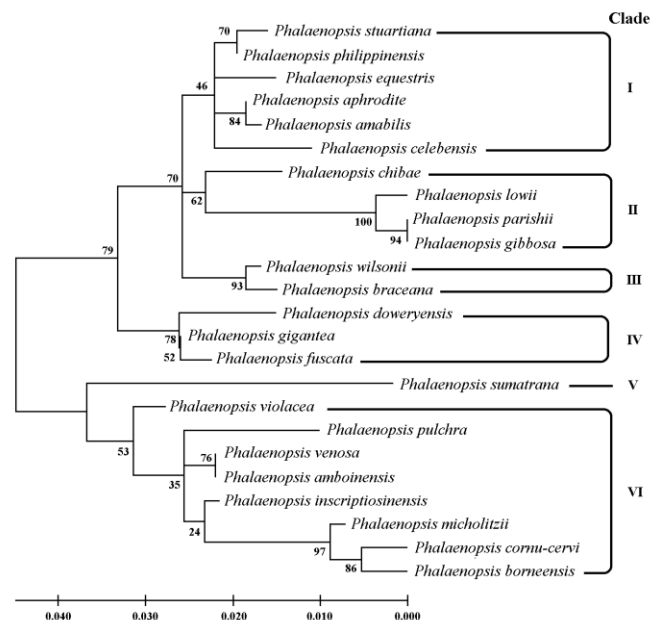 Clade
70
Phalaenopsis stuartiana
Phalaenopsis philippinensis
46
Phalaenopsis equestris
I
Phalaenopsis aphrodite
84
Phalaenopsis amabilis
Phalaenopsis celebensis
70
Phalaenopsis chibae
62
Phalaenopsis lowii
II
100
Phalaenopsis parishii
94
Phalaenopsis gibbosa
79
Phalaenopsis wilsonii
III
93
Phalaenopsis braceana
Phalaenopsis doweryensis
78
Phalaenopsis gigantea
IV
52
Phalaenopsis fuscata
Phalaenopsis sumatrana
V
Phalaenopsis violacea
53
Phalaenopsis pulchra
76
Phalaenopsis venosa
35
Phalaenopsis amboinensis
VI
Phalaenopsis inscriptiosinensis
24
Phalaenopsis micholitzii
97
Phalaenopsis cornu-cervi
86
Phalaenopsis borneensis
0.040 0.030 0.020 0.010 0.000